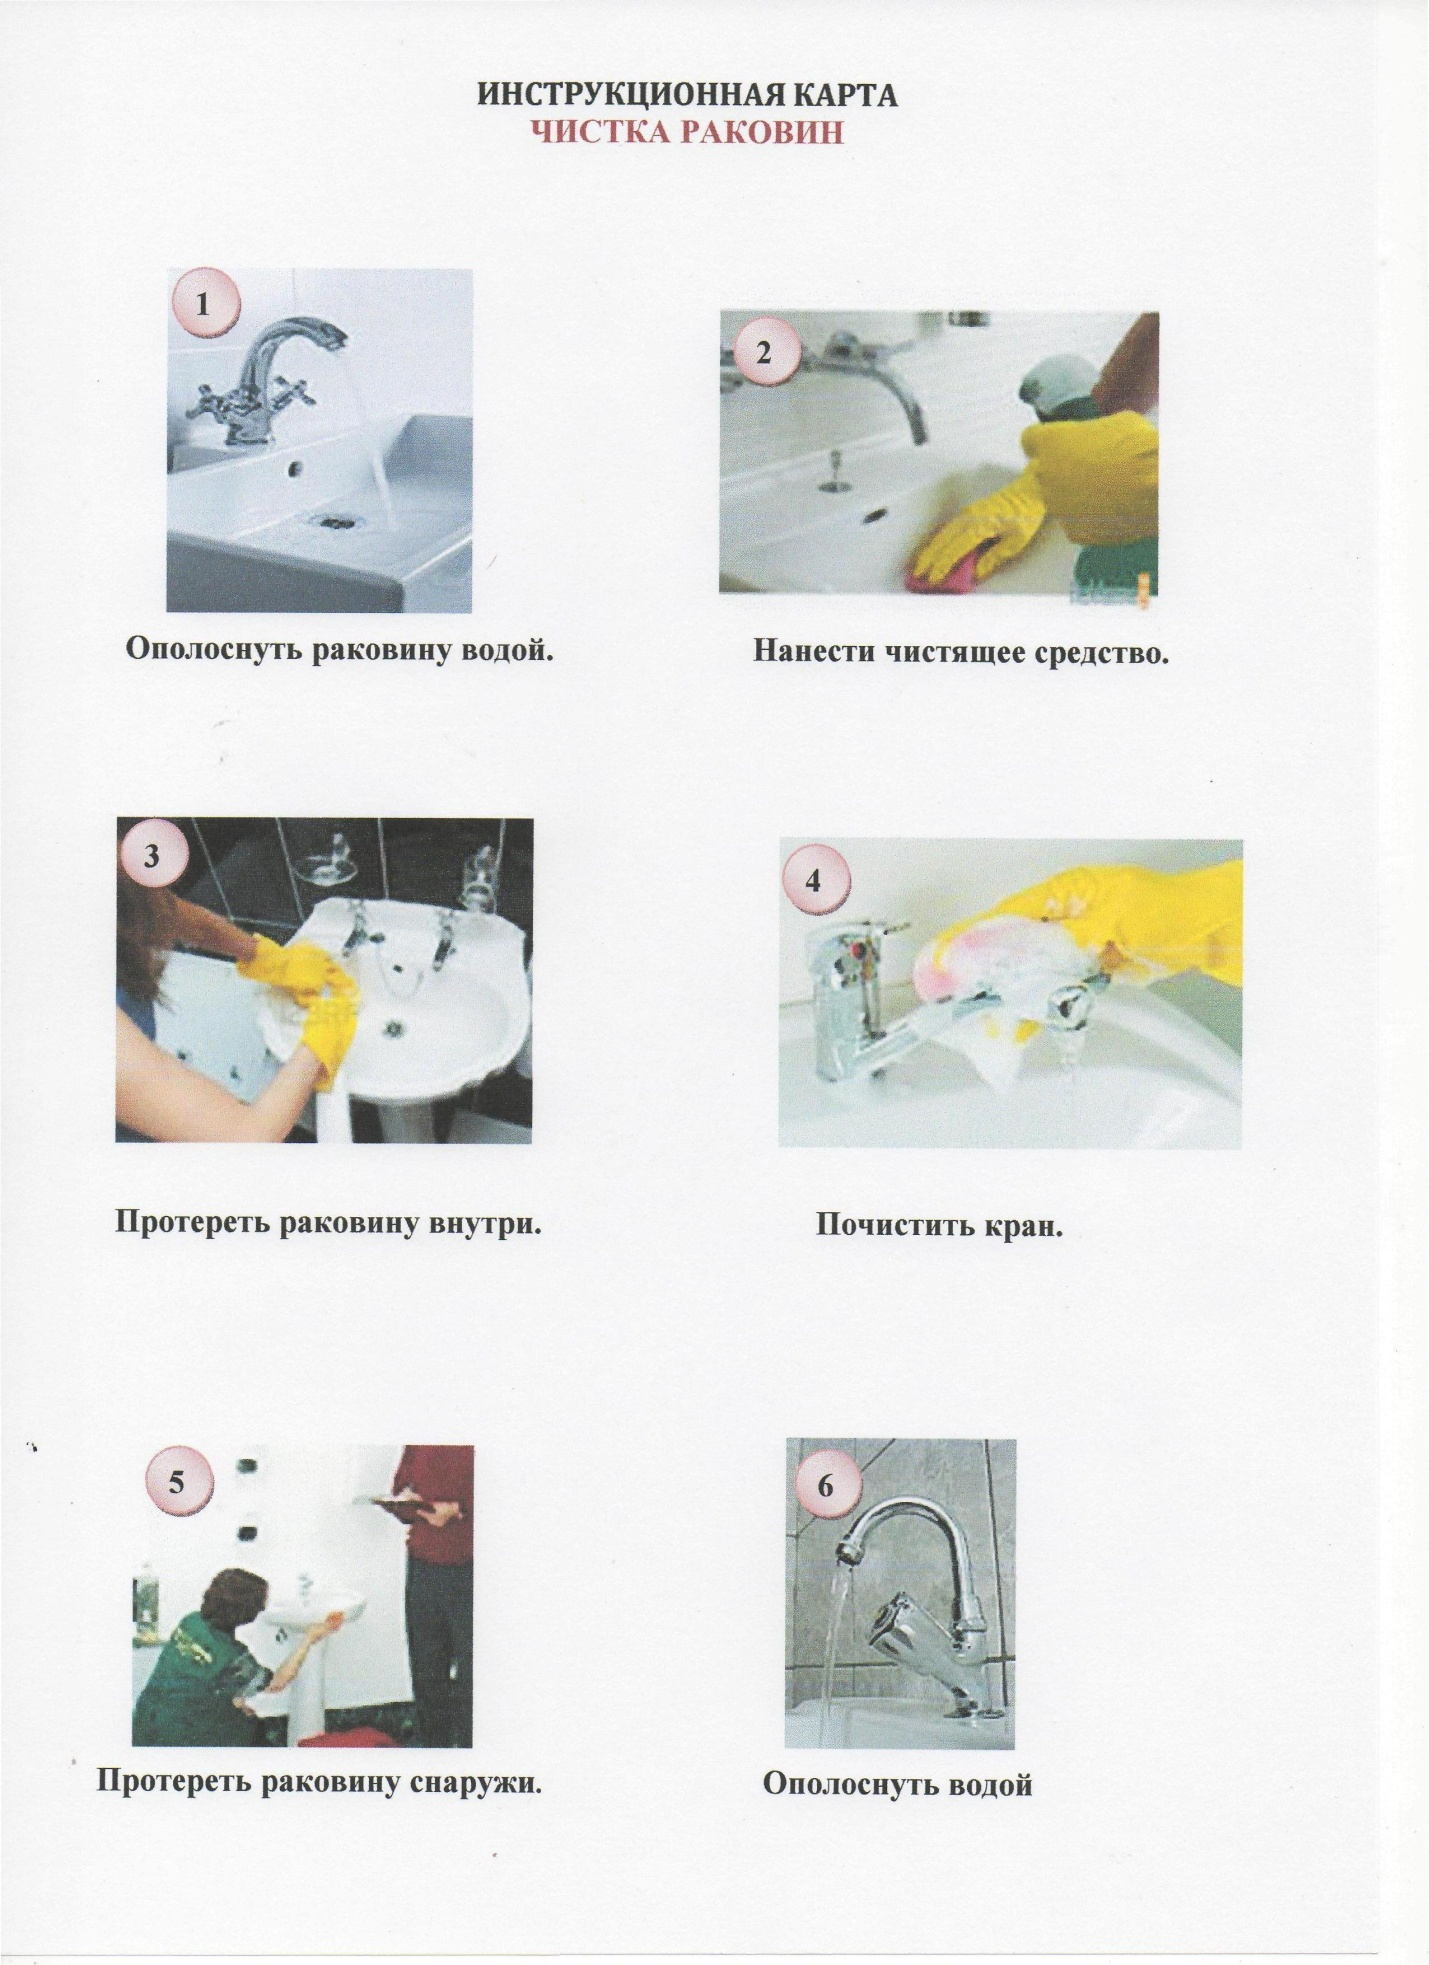 ИНСТРУКЦИОННАЯ КАРТА
ЧИСТКА РАКОВИН
1
2
Ополоснуть раковину водой.
Нанести чистящее средство.
3
4
Протереть раковину внутри.
Почистить кран.
5
6
Протереть раковину снаружи.
Ополоснуть водой